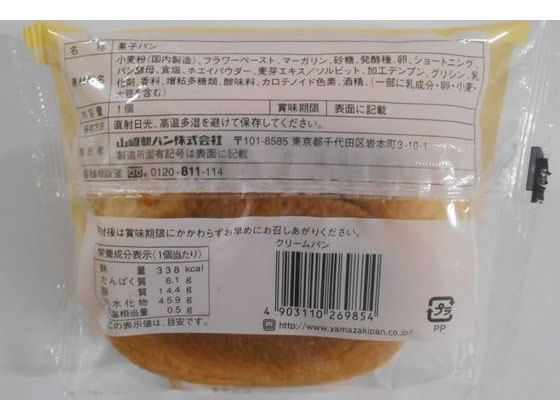 名　称 菓子パン
小麦粉(国内製造)、フラワーペースト、マーガリン、砂糖、発酵種、卵、ショートニング、
パン酵母、食塩、ホエイパウダー、麦芽エキス/ソルビット、加工デンプン、グリシン、乳
化剤、香料、増粘多糖類、酸味料、カロテノイド色素、酒精、(一部に乳成分・卵・小麦・
大豆を含む)
内容量 1個 賞味期限 表面に記載
保存方法 直射日光、高温多湿を避けて保存してください。
山崎製パン株式会社 〒101-8585 東京都千代田区岩本町3-10-1
製造所固有記号は表面に記載
客様相談室 0120-811-114
封後は賞味期限にかかわらずお早めにお召しあがりください。
クリームパン
栄養成分表示(1個当たり)
熱量 338 kcal
たんぱく質 6.1 g
脂質 14.4 g
炭水化物 45.9 g
食塩相当量 0.5 g
この表示値は、目安です。
4 903110 269854
http://www.yamazakipan.co.jp/
プラ
PP